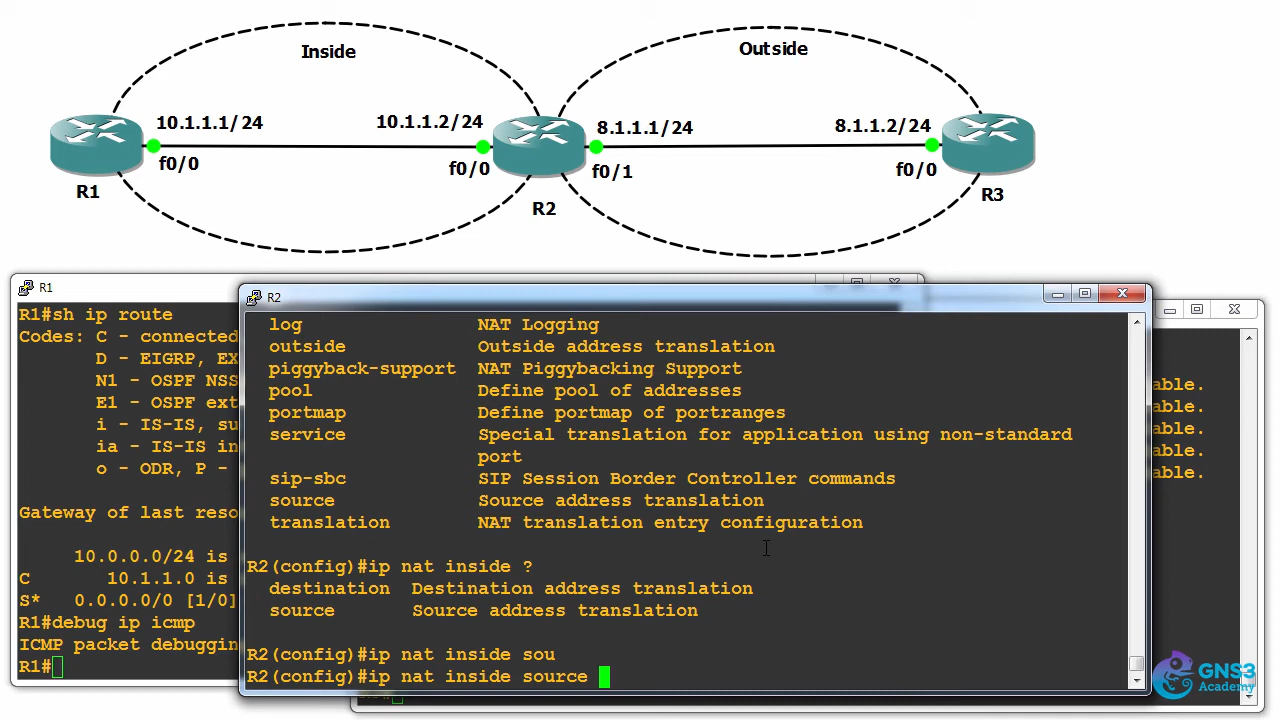 Inside
Outside
10.1.1.1/24
10.1.1.2/24
8.1.1.1/24
8.1.1.2/24
f0/0
f0/0
f0/1
f0/0
R1
R2
R3
R1
R1#sh ip route
Codes: C - connected
D - EIGRP, EX
N1 - OSPF NSS
E1 - OSPF ext
i - IS-IS, su
ia - IS-IS in
o - ODR, P -
Gateway of last reso
10.0.0.0/24 is
C 10.1.1.0 is
S* 0.0.0.0/0 [1/0]
R1#debug ip icmp
ICMP packet debuggin
R1#
R2
log NAT Logging
outside Outside address translation
piggyback-support NAT Piggybacking Support
pool Define pool of addresses
portmap Define portmap of portranges
service Special translation for application using non-standard
port
sip-sbc SIP Session Border Controller commands
source Source address translation
translation NAT translation entry configuration
R2(config)#ip nat inside ?
destination Destination address translation
source Source address translation
R2(config)#ip nat inside sou
R2(config)#ip nat inside source
able.
able.
able.
able.
able.
GNS3
Academy